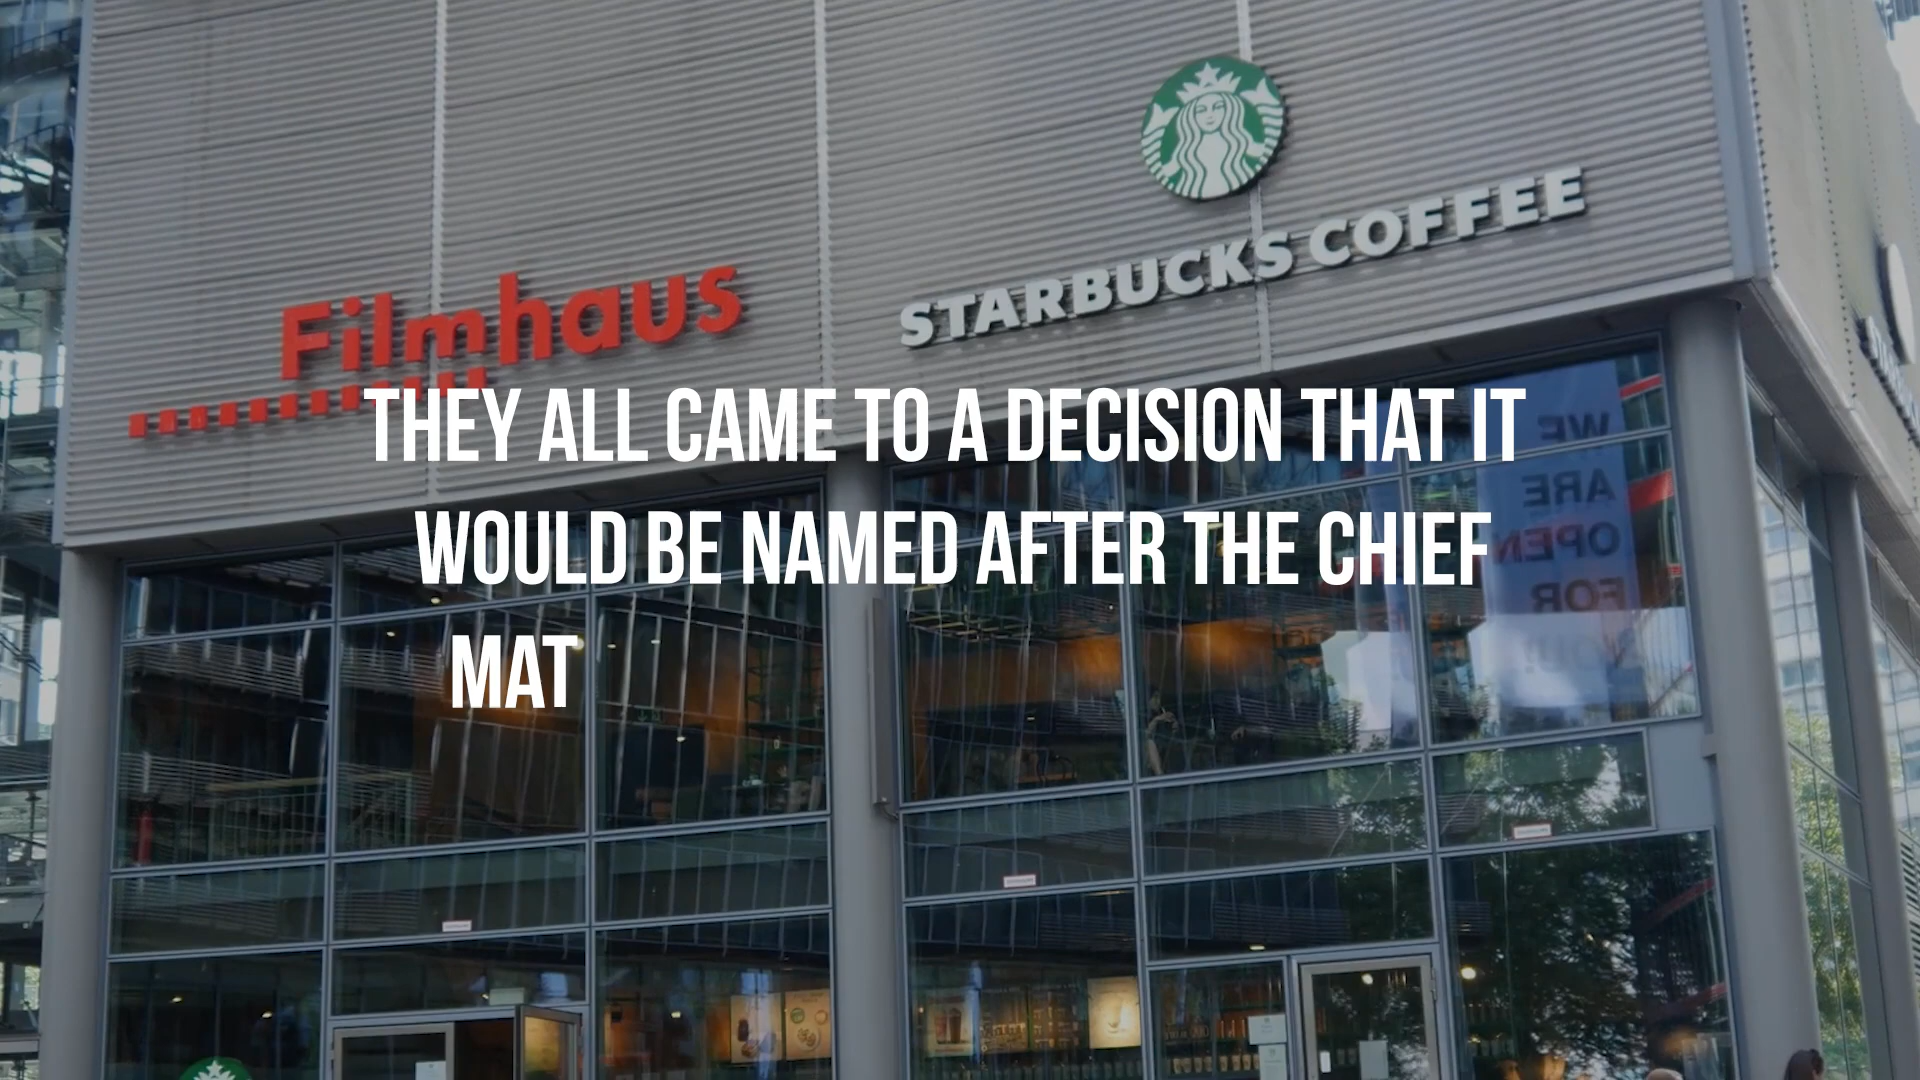 Filmhaus
STARBUCKS COFFEE
THEY ALL CAME TO A DECISION THAT IT
WOULD BE NAMED AFTER THE CHIEF
MAT
WE
ARE
OPEN
FOR